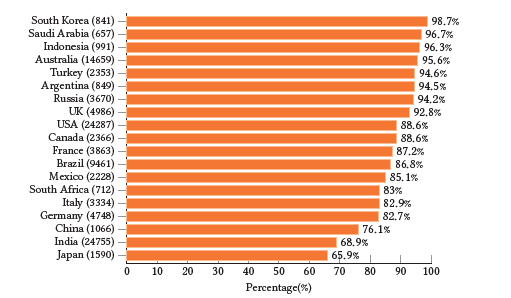 South Korea (841) 98.7%
Saudi Arabia (657) 96.7%
Indonesia (991) 96.3%
Australia (14659) 95.6%
Turkey (2353) 94.6%
Argentina (849) 94.5%
Russia (3670) 94.2%
UK (4986) 92.8%
USA (24287) 88.6%
Canada (2366) 88.6%
France (3863) 87.2%
Brazil (9461) 86.8%
Mexico (2228) 85.1%
South Africa (712) 83%
Italy (3334) 82.9%
Germany (4748) 82.7%
China (1066) 76.1%
India (24755) 68.9%
Japan (1590) 65.9%
0 10 20 30 40 50 60 70 80 90 100
Percentage(%)